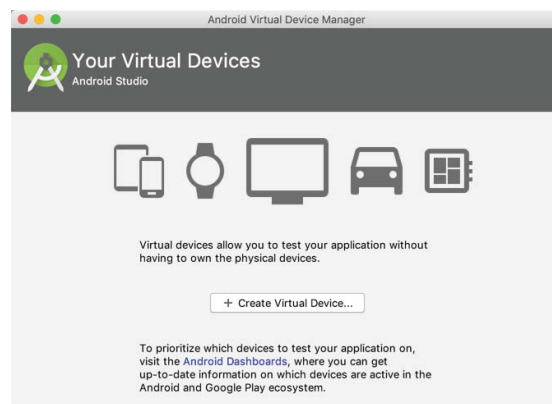 Android Virtual Device Manager
Your Virtual Devices
Android Studio
Virtual devices allow you to test your application without
having to own the physical devices.
+ Create Virtual Device...
To prioritize which devices to test your application on,
visit the Android Dashboards, where you can get
up-to-date information on which devices are active in the
Android and Google Play ecosystem.